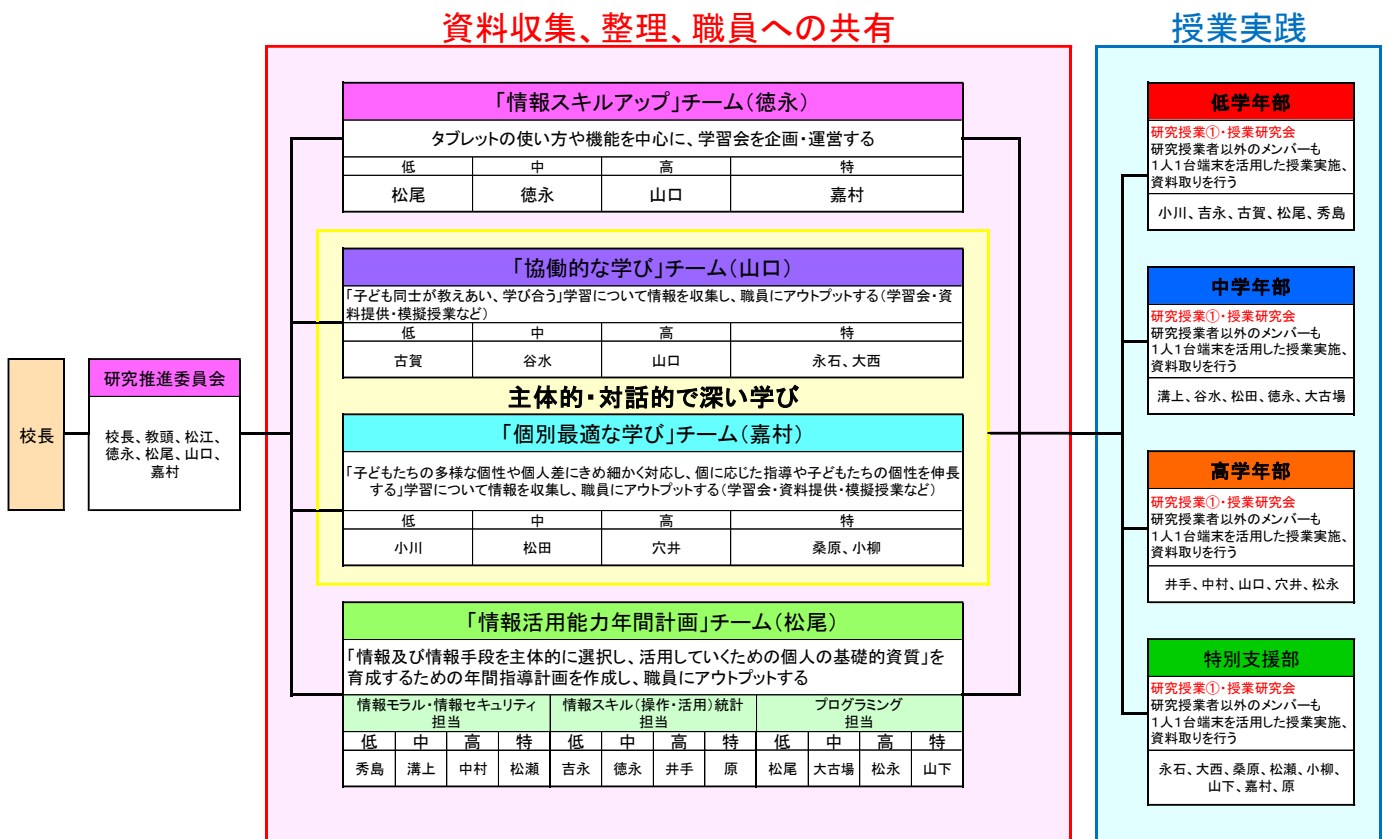 資料収集、整理、職員への共有
授業実践
校長
研究推進委員会
校長、教頭、松江、
徳永、松尾、山口、
嘉村
「情報スキルアップ」チーム(徳永)
タブレットの使い方や機能を中心に、学習会を企画・運営する
低 中 高 特
松尾 徳永 山口 嘉村
「協働的な学び」チーム(山口)
「子ども同士が教えあい、学び合う」学習について情報を収集し、職員にアウトプットする(学習会・資
料提供・模擬授業など)
低 中 高 特
古賀 谷水 山口 永石、大西
主体的・対話的で深い学び
「個別最適な学び」チーム(嘉村)
「子どもたちの多様な個性や個人差にきめ細かく対応し、個に応じた指導や子どもたちの個性を伸長
する」学習について情報を収集し、職員にアウトプットする(学習会・資料提供・模擬授業など)
低 中 高 特
小川 松田 穴井 桑原、小柳
「情報活用能力年間計画」チーム(松尾)
「情報及び情報手段を主体的に選択し、活用していくための個人の基礎的資質」を
育成するための年間指導計画を作成し、職員にアウトプットする
情報モラル・情報セキュリティ 情報スキル(操作・活用)統計 プログラミング
担当 担当 担当
低 中 高 特 低 中 高 特 低 中 高 特
秀島 溝上 中村 松瀬 吉永 徳永 井手 原 松尾 大古場 松永 山下
低学年部
研究授業①・授業研究会
研究授業者以外のメンバーも
1人1台端末を活用した授業実施、
資料取りを行う
小川、吉永、古賀、松尾、秀島
中学年部
研究授業①・授業研究会
研究授業者以外のメンバーも
1人1台端末を活用した授業実施、
資料取りを行う
溝上、谷水、松田、徳永、大古場
高学年部
研究授業①・授業研究会
研究授業者以外のメンバーも
1人1台端末を活用した授業実施、
資料取りを行う
井手、中村、山口、穴井、松永
特別支援部
研究授業①・授業研究会
研究授業者以外のメンバーも
1人1台端末を活用した授業実施、
資料取りを行う
永石、大西、桑原、松瀬、小柳、
山下、嘉村、原